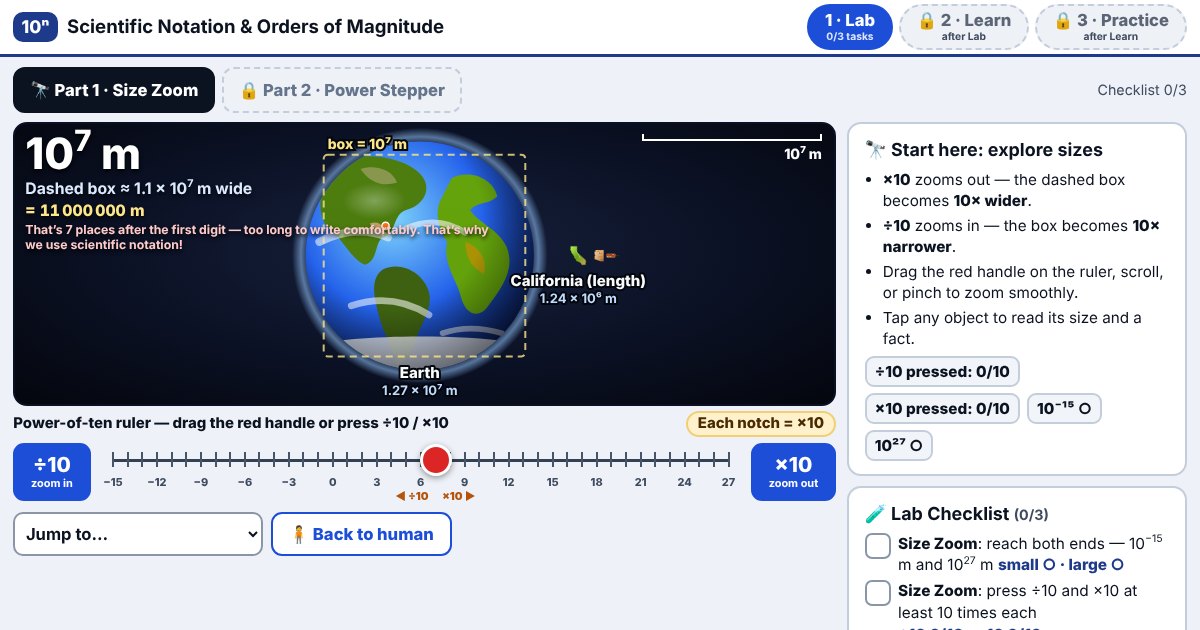 10ⁿ Scientific Notation & Orders of Magnitude
1 · Lab
0/3 tasks
🔒 2 · Learn
after Lab
🔒 3 · Practice
after Learn
🔭 Part 1 · Size Zoom
🔒 Part 2 · Power Stepper
Checklist 0/3
10⁷ m
Dashed box ≈ 1.1 × 10⁷ m wide
= 11 000 000 m
That's 7 places after the first digit — too long to write comfortably. That's why
we use scientific notation!
box = 10⁷ m
10⁷ m
California (length)
1.24 × 10⁶ m
Earth
1.27 × 10⁷ m
Power-of-ten ruler — drag the red handle or press ÷10 / ×10
Each notch = ×10
÷10
zoom in
−15 −12 −9 −6 −3 0 3 6 9 12 15 18 21 24 27
◀ ÷10 ×10 ▶
×10
zoom out
Jump to...
🧍 Back to human
🔭 Start here: explore sizes
• ×10 zooms out — the dashed box
becomes 10× wider.
• ÷10 zooms in — the box becomes 10×
narrower.
• Drag the red handle on the ruler, scroll,
or pinch to zoom smoothly.
• Tap any object to read its size and a
fact.
÷10 pressed: 0/10
×10 pressed: 0/10
10⁻¹⁵ O
10²⁷ O
🧪 Lab Checklist (0/3)
Size Zoom: reach both ends — 10⁻¹⁵
m and 10²⁷ m small O · large O
Size Zoom: press ÷10 and ×10 at
least 10 times each